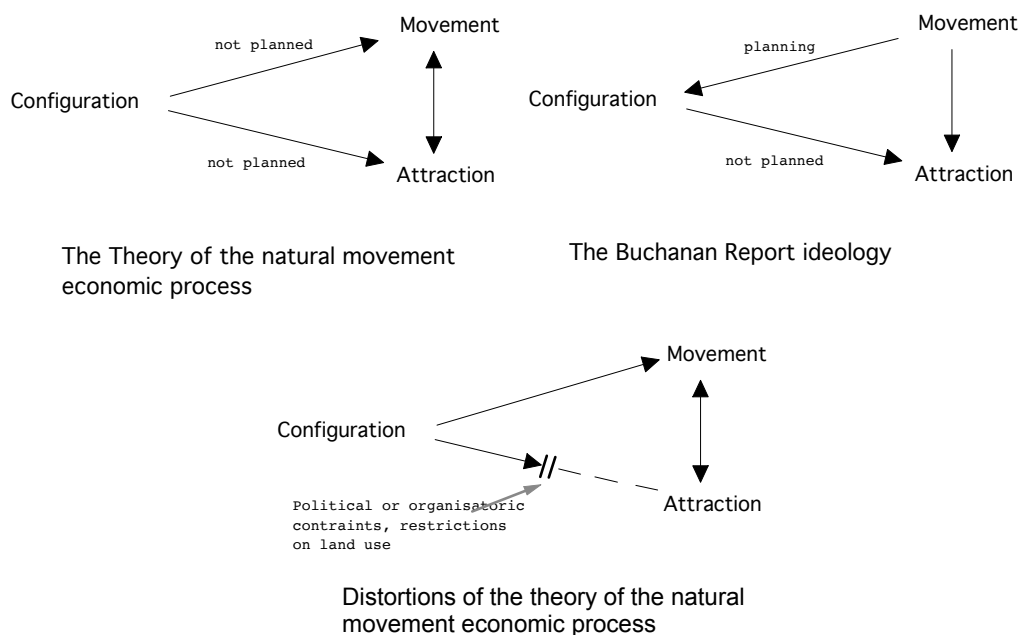 Movement
not planned
Configuration
not planned
Attraction
The Theory of the natural movement
economic process
Movement
planning
Configuration
not planned
Attraction
The Buchanan Report ideology
Movement
Configuration
Political or organisatoric
contraints, restrictions
on land use
Attraction
Distortions of the theory of the natural
movement economic process